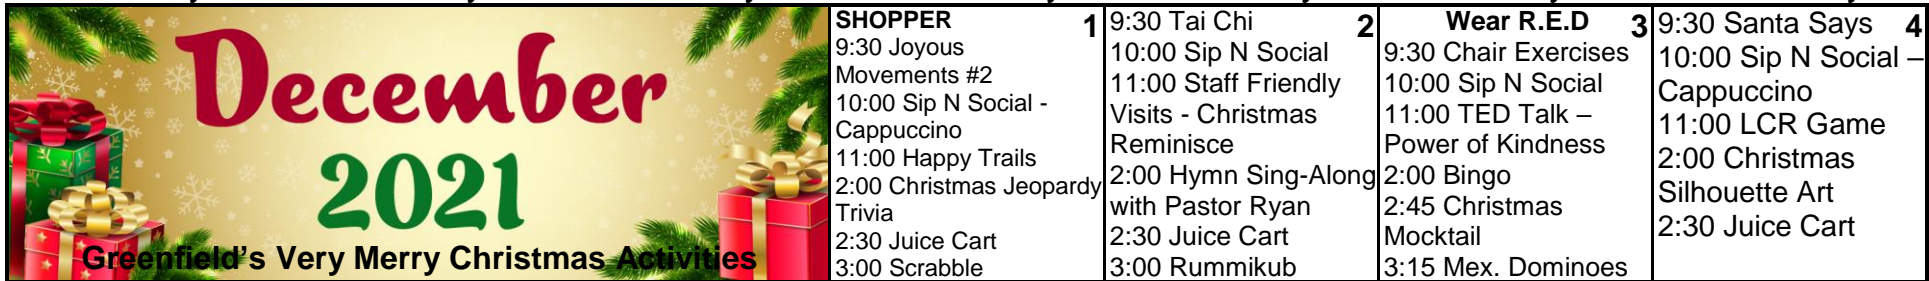 December
2021
Greenfield's Very Merry Christmas Activities
SHOPPER 1
9:30 Joyous
Movements #2
10:00 Sip N Social -
Cappuccino
11:00 Happy Trails
2:00 Christmas Jeopardy
Trivia
2:30 Juice Cart
3:00 Scrabble
9:30 Tai Chi 2
10:00 Sip N Social
11:00 Staff Friendly
Visits - Christmas
Reminisce
2:00 Hymn Sing-Along
with Pastor Ryan
2:30 Juice Cart
3:00 Rummikub
Wear R.E.D 3
9:30 Chair Exercises
10:00 Sip N Social
11:00 TED Talk –
Power of Kindness
2:00 Bingo
2:45 Christmas
Mocktail
3:15 Mex. Dominoes
9:30 Santa Says 4
10:00 Sip N Social –
Cappuccino
11:00 LCR Game
2:00 Christmas
Silhouette Art
2:30 Juice Cart